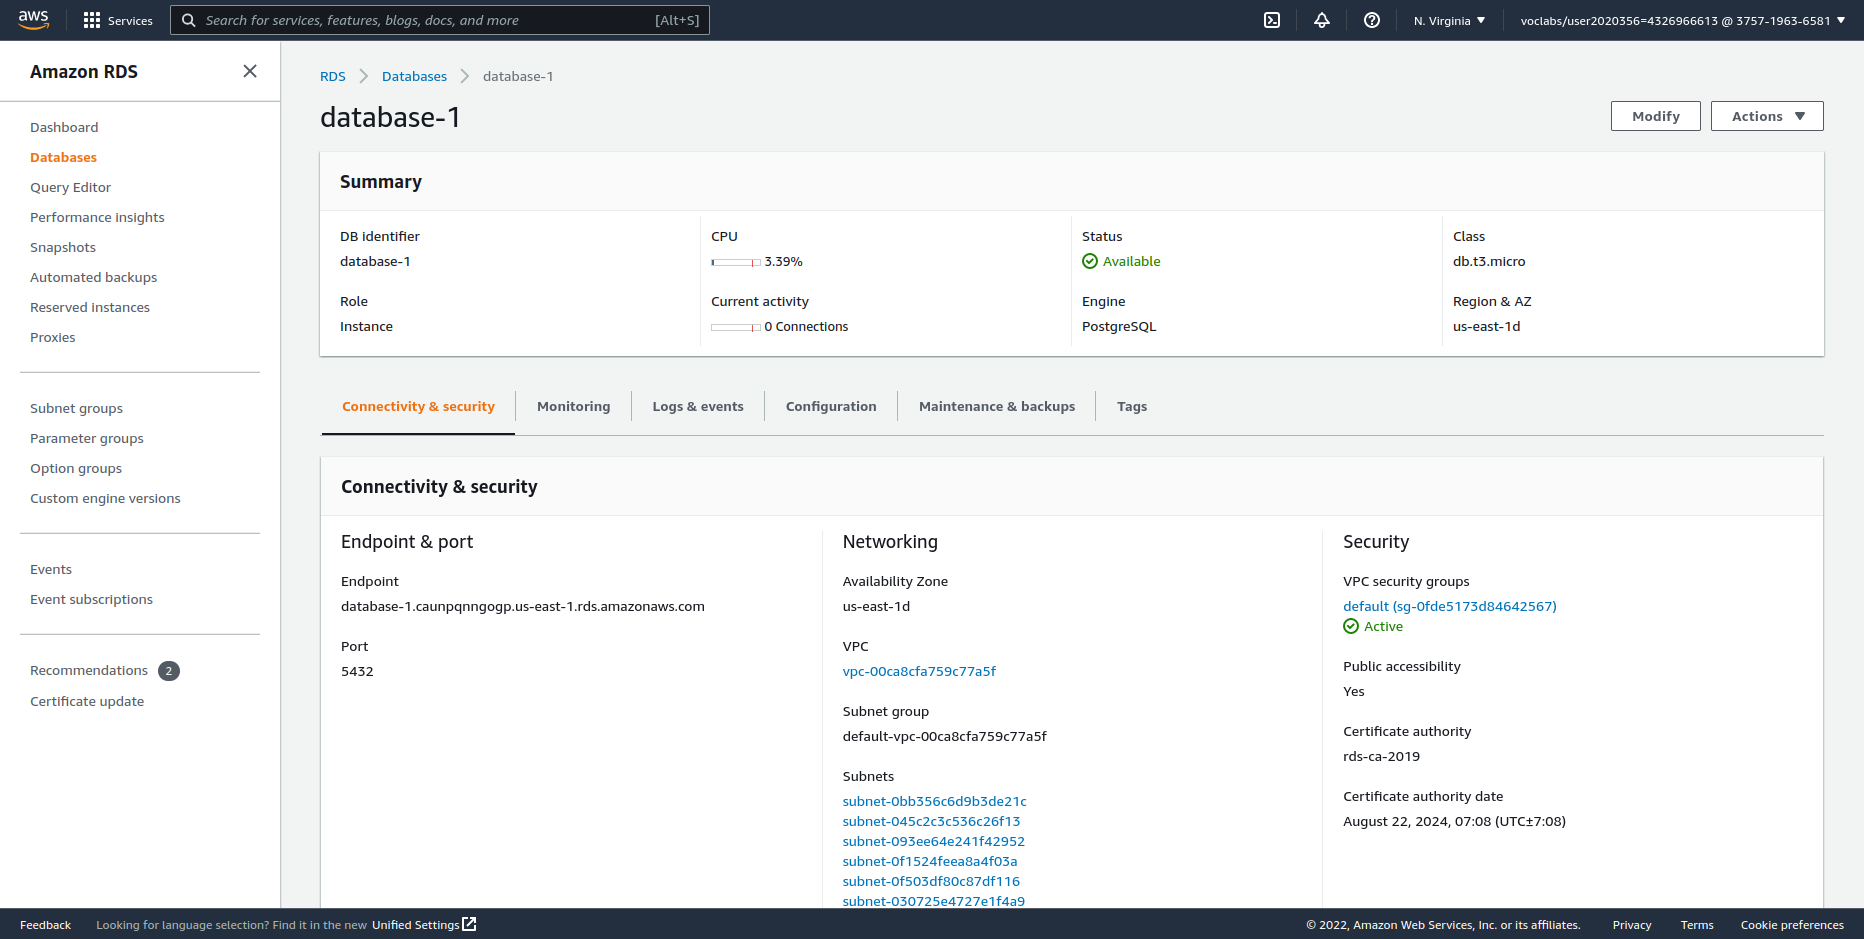 aws
Services
Search for services, features, blogs, docs, and more [Alt+S]
N. Virginia
voclabs/user2020356=4326966613 @ 3757-1963-6581
Amazon RDS
Dashboard
Databases
Query Editor
Performance insights
Snapshots
Automated backups
Reserved instances
Proxies
Subnet groups
Parameter groups
Option groups
Custom engine versions
Events
Event subscriptions
Recommendations 2
Certificate update
RDS Databases database-1
database-1
Modify
Actions
Summary
DB identifier
database-1
Role
Instance
CPU
3.39%
Current activity
0 Connections
Status
Available
Engine
PostgreSQL
Class
db.t3.micro
Region & AZ
us-east-1d
Connectivity & security
Monitoring
Logs & events
Configuration
Maintenance & backups
Tags
Connectivity & security
Endpoint & port
Endpoint
database-1.caunpqnngogp.us-east-1.rds.amazonaws.com
Port
5432
Networking
Availability Zone
us-east-1d
VPC
vpc-00ca8cfa759c77a5f
Subnet group
default-vpc-00ca8cfa759c77a5f
Subnets
subnet-0bb356c6d9b3de21c
subnet-045c2c3c536c26f13
subnet-093ee64e241f42952
subnet-0f1524feea8a4f03a
subnet-0f503df80c87df116
subnet-030725e4727e1f4a9
Security
VPC security groups
default (sg-0fde5173d84642567)
Active
Public accessibility
Yes
Certificate authority
rds-ca-2019
Certificate authority date
August 22, 2024, 07:08 (UTC±7:08)
Feedback
Looking for language selection? Find it in the new Unified Settings
© 2022, Amazon Web Services, Inc. or its affiliates.
Privacy
Terms
Cookie preferences